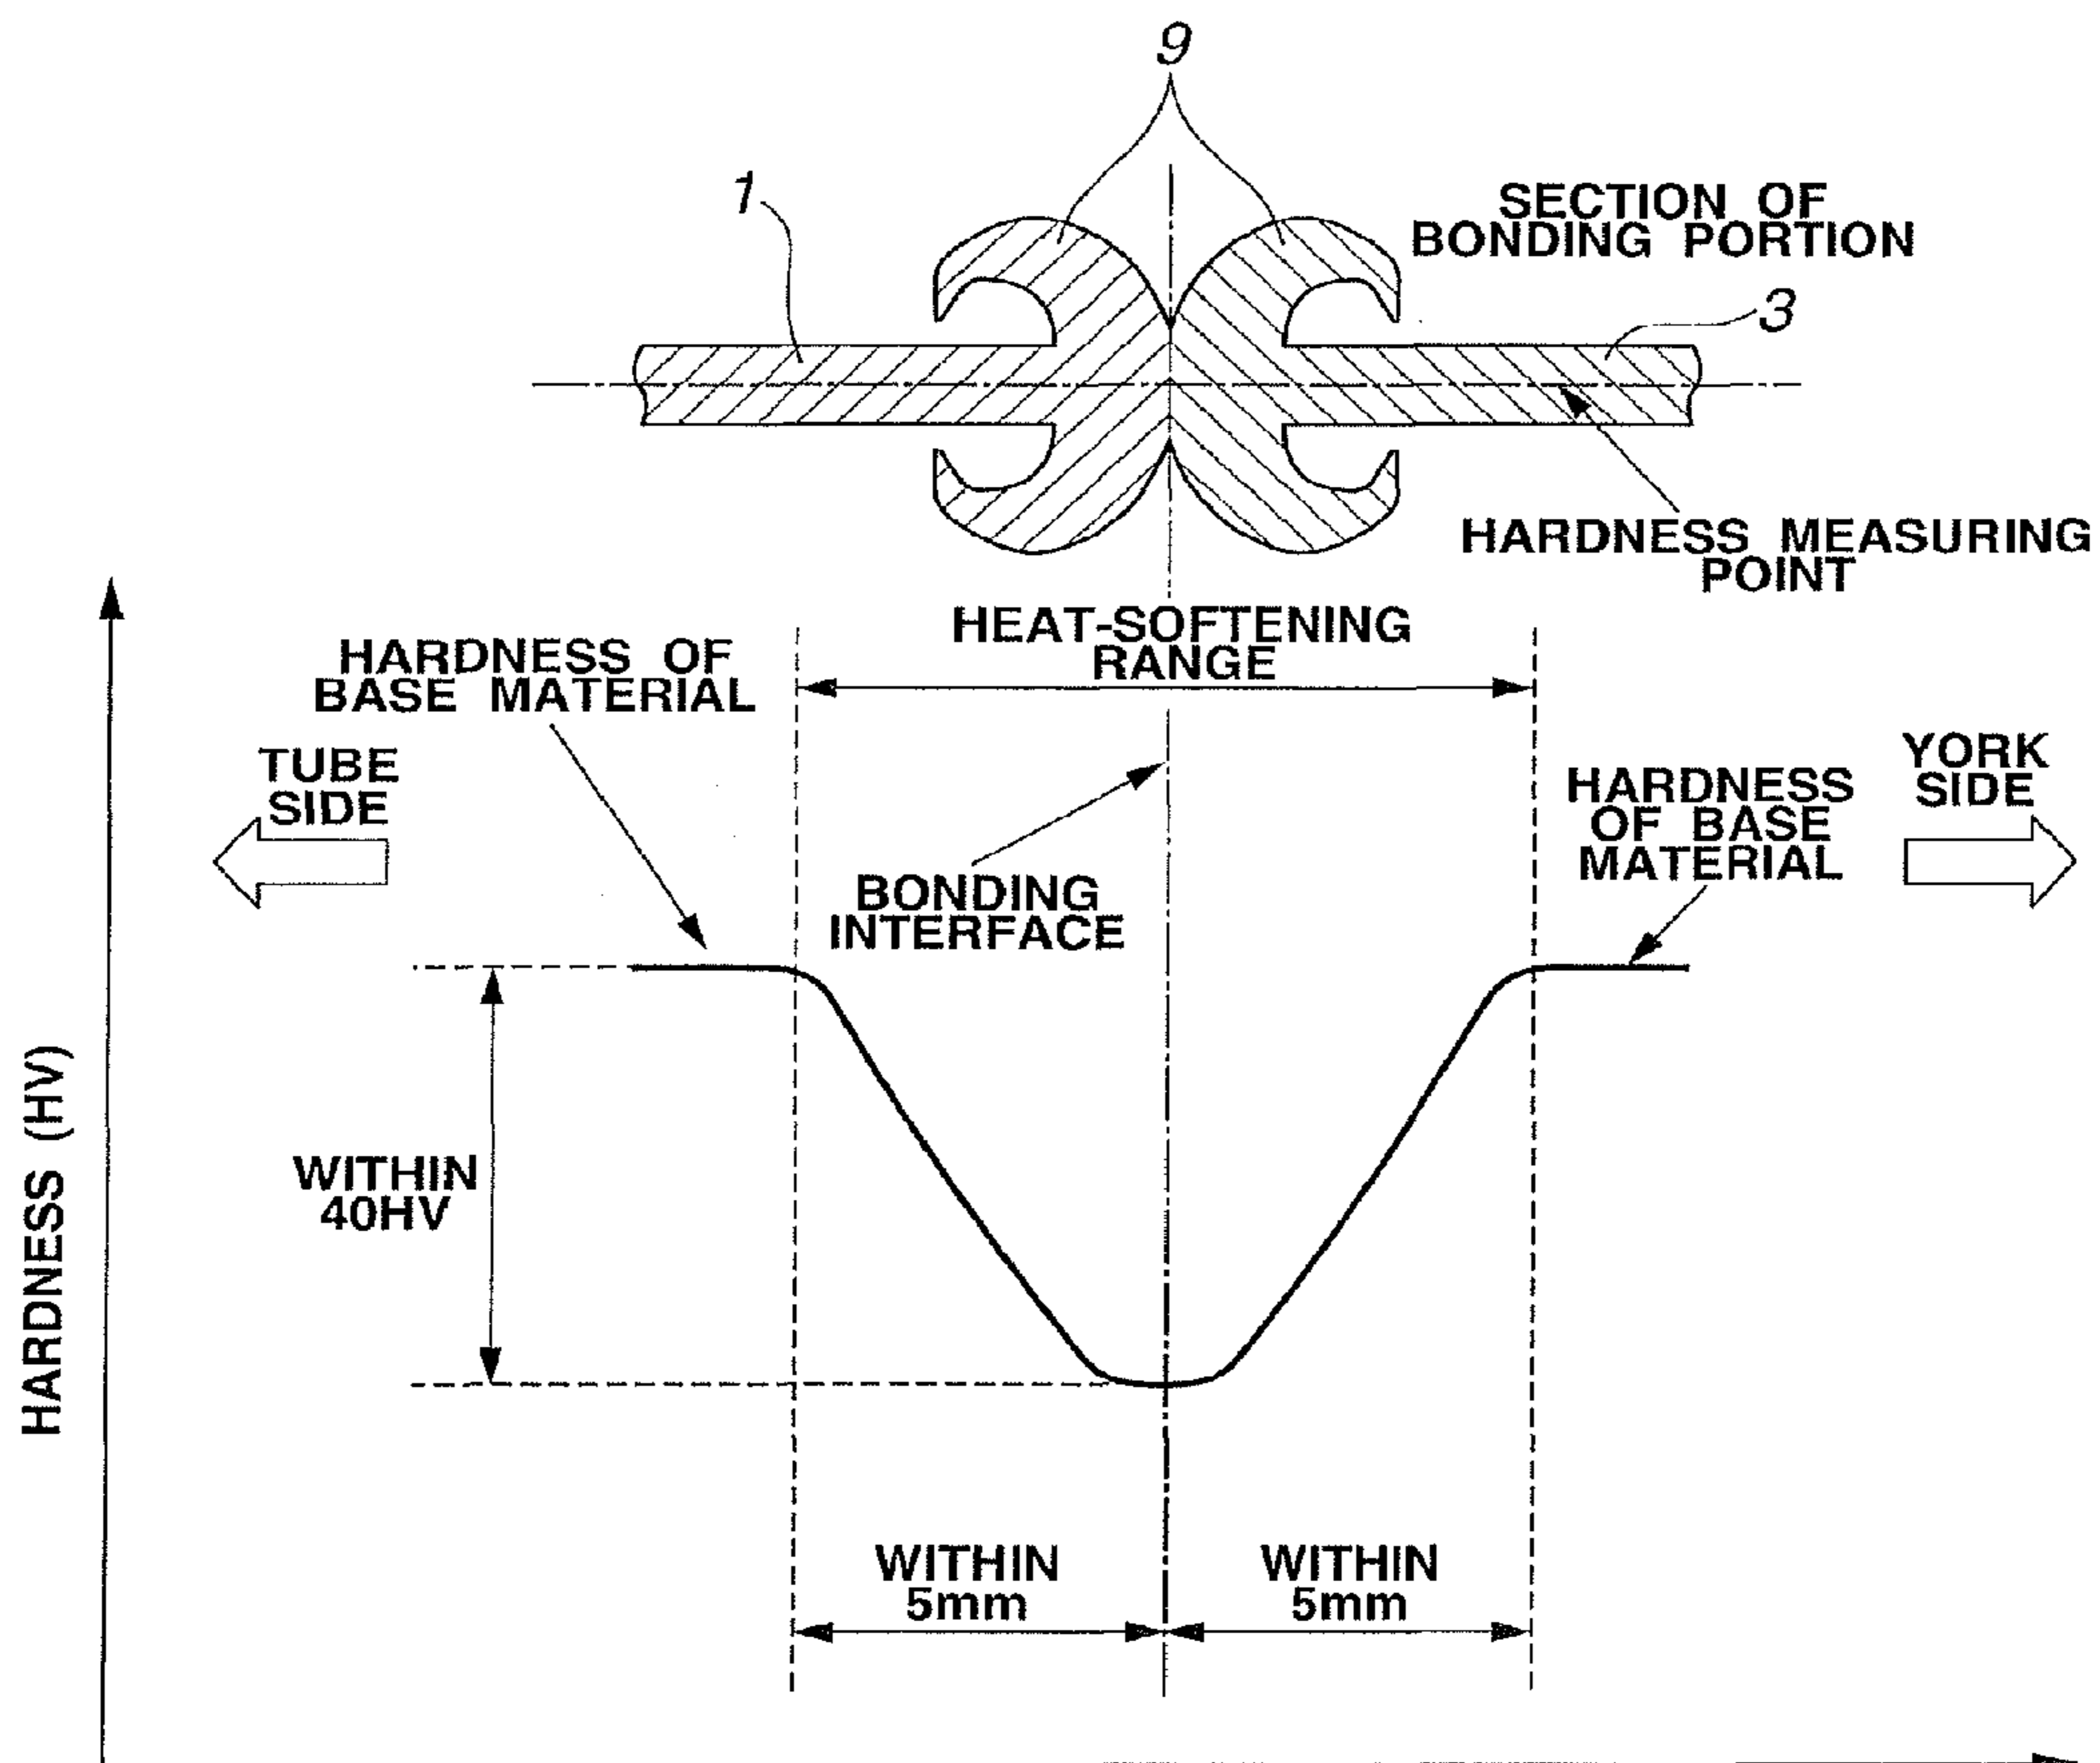 9
1
SECTION OF
BONDING PORTION
3
HARDNESS MEASURING
POINT
HEAT-SOFTENING
RANGE
HARDNESS OF
BASE MATERIAL
TUBE
SIDE
YORK
SIDE
HARDNESS
OF BASE
MATERIAL
BONDING
INTERFACE
HARDNESS (HV)
WITHIN
40HV
WITHIN
5mm
WITHIN
5mm